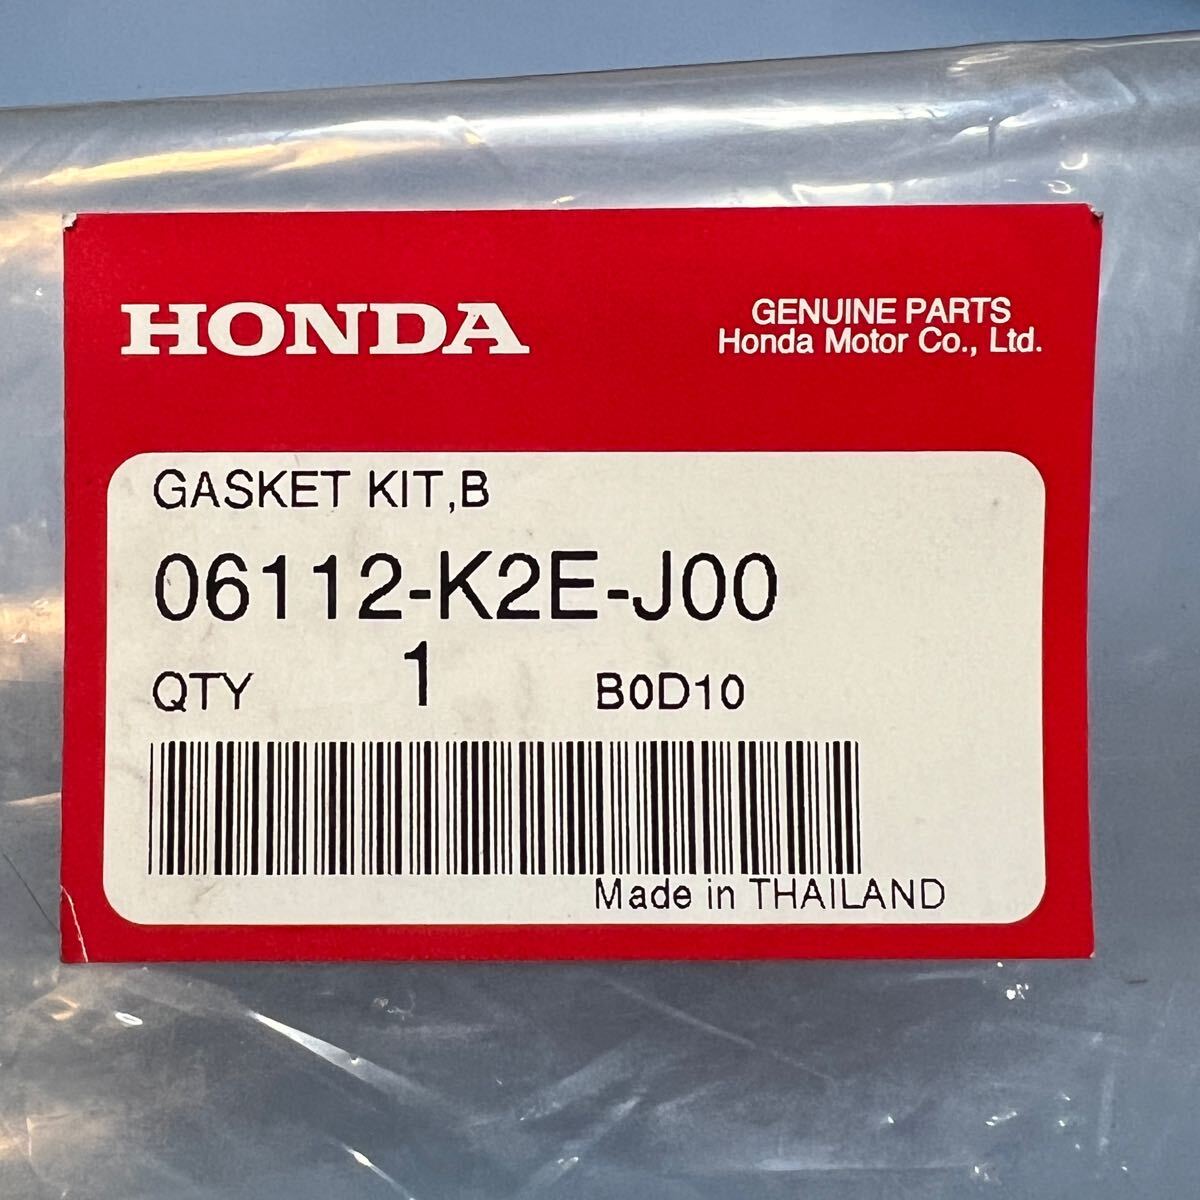 HONDA
GENUINE PARTS
Honda Motor Co., Ltd.
GASKET KIT,B
06112-K2E-J00
QTY 1 B0D10
Made in THAILAND